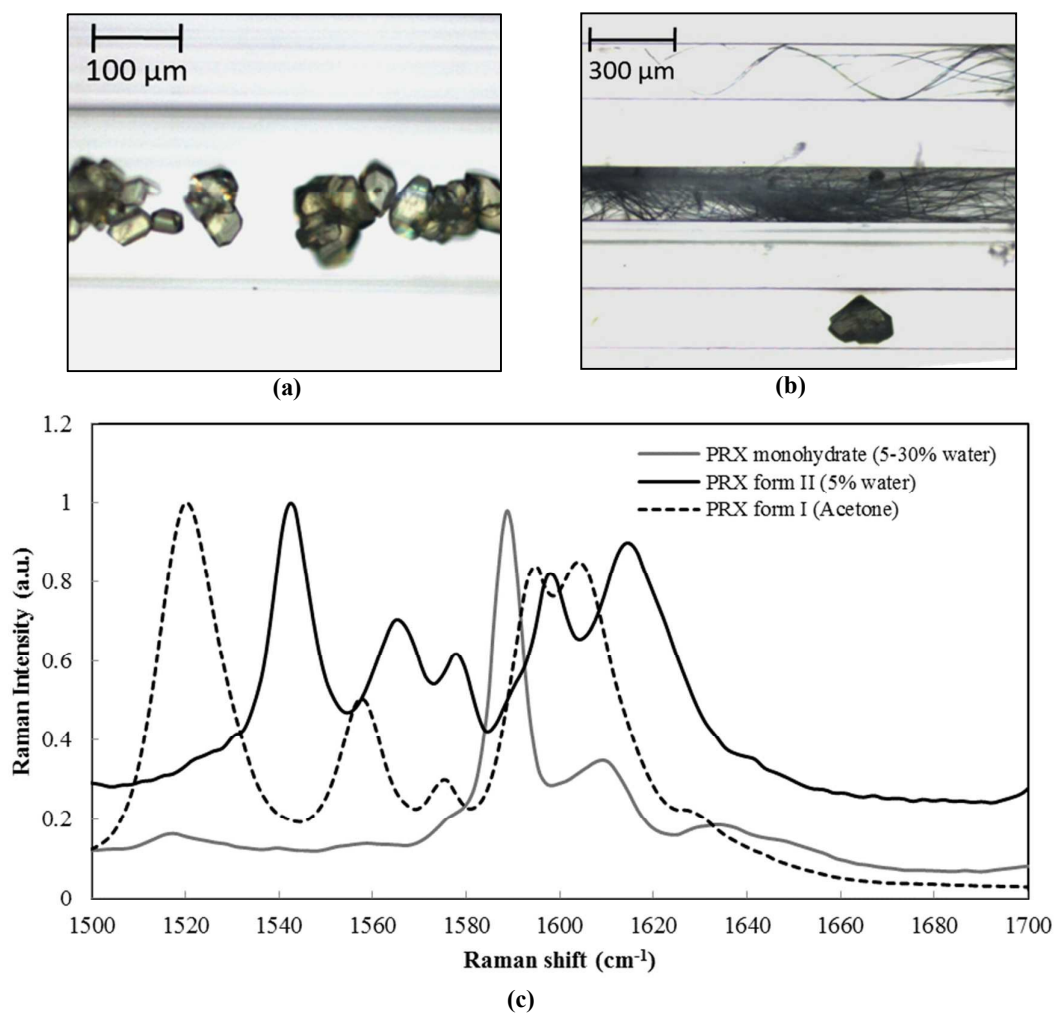 100 µm
300 µm
(a)
(b)
1.2
1
0.8
0.6
0.4
0.2
0
Raman Intensity (a.u.)
PRX monohydrate (5-30% water)
PRX form II (5% water)
PRX form I (Acetone)
1500 1520 1540 1560 1580 1600 1620 1640 1660 1680 1700
Raman shift (cm⁻¹)
(c)